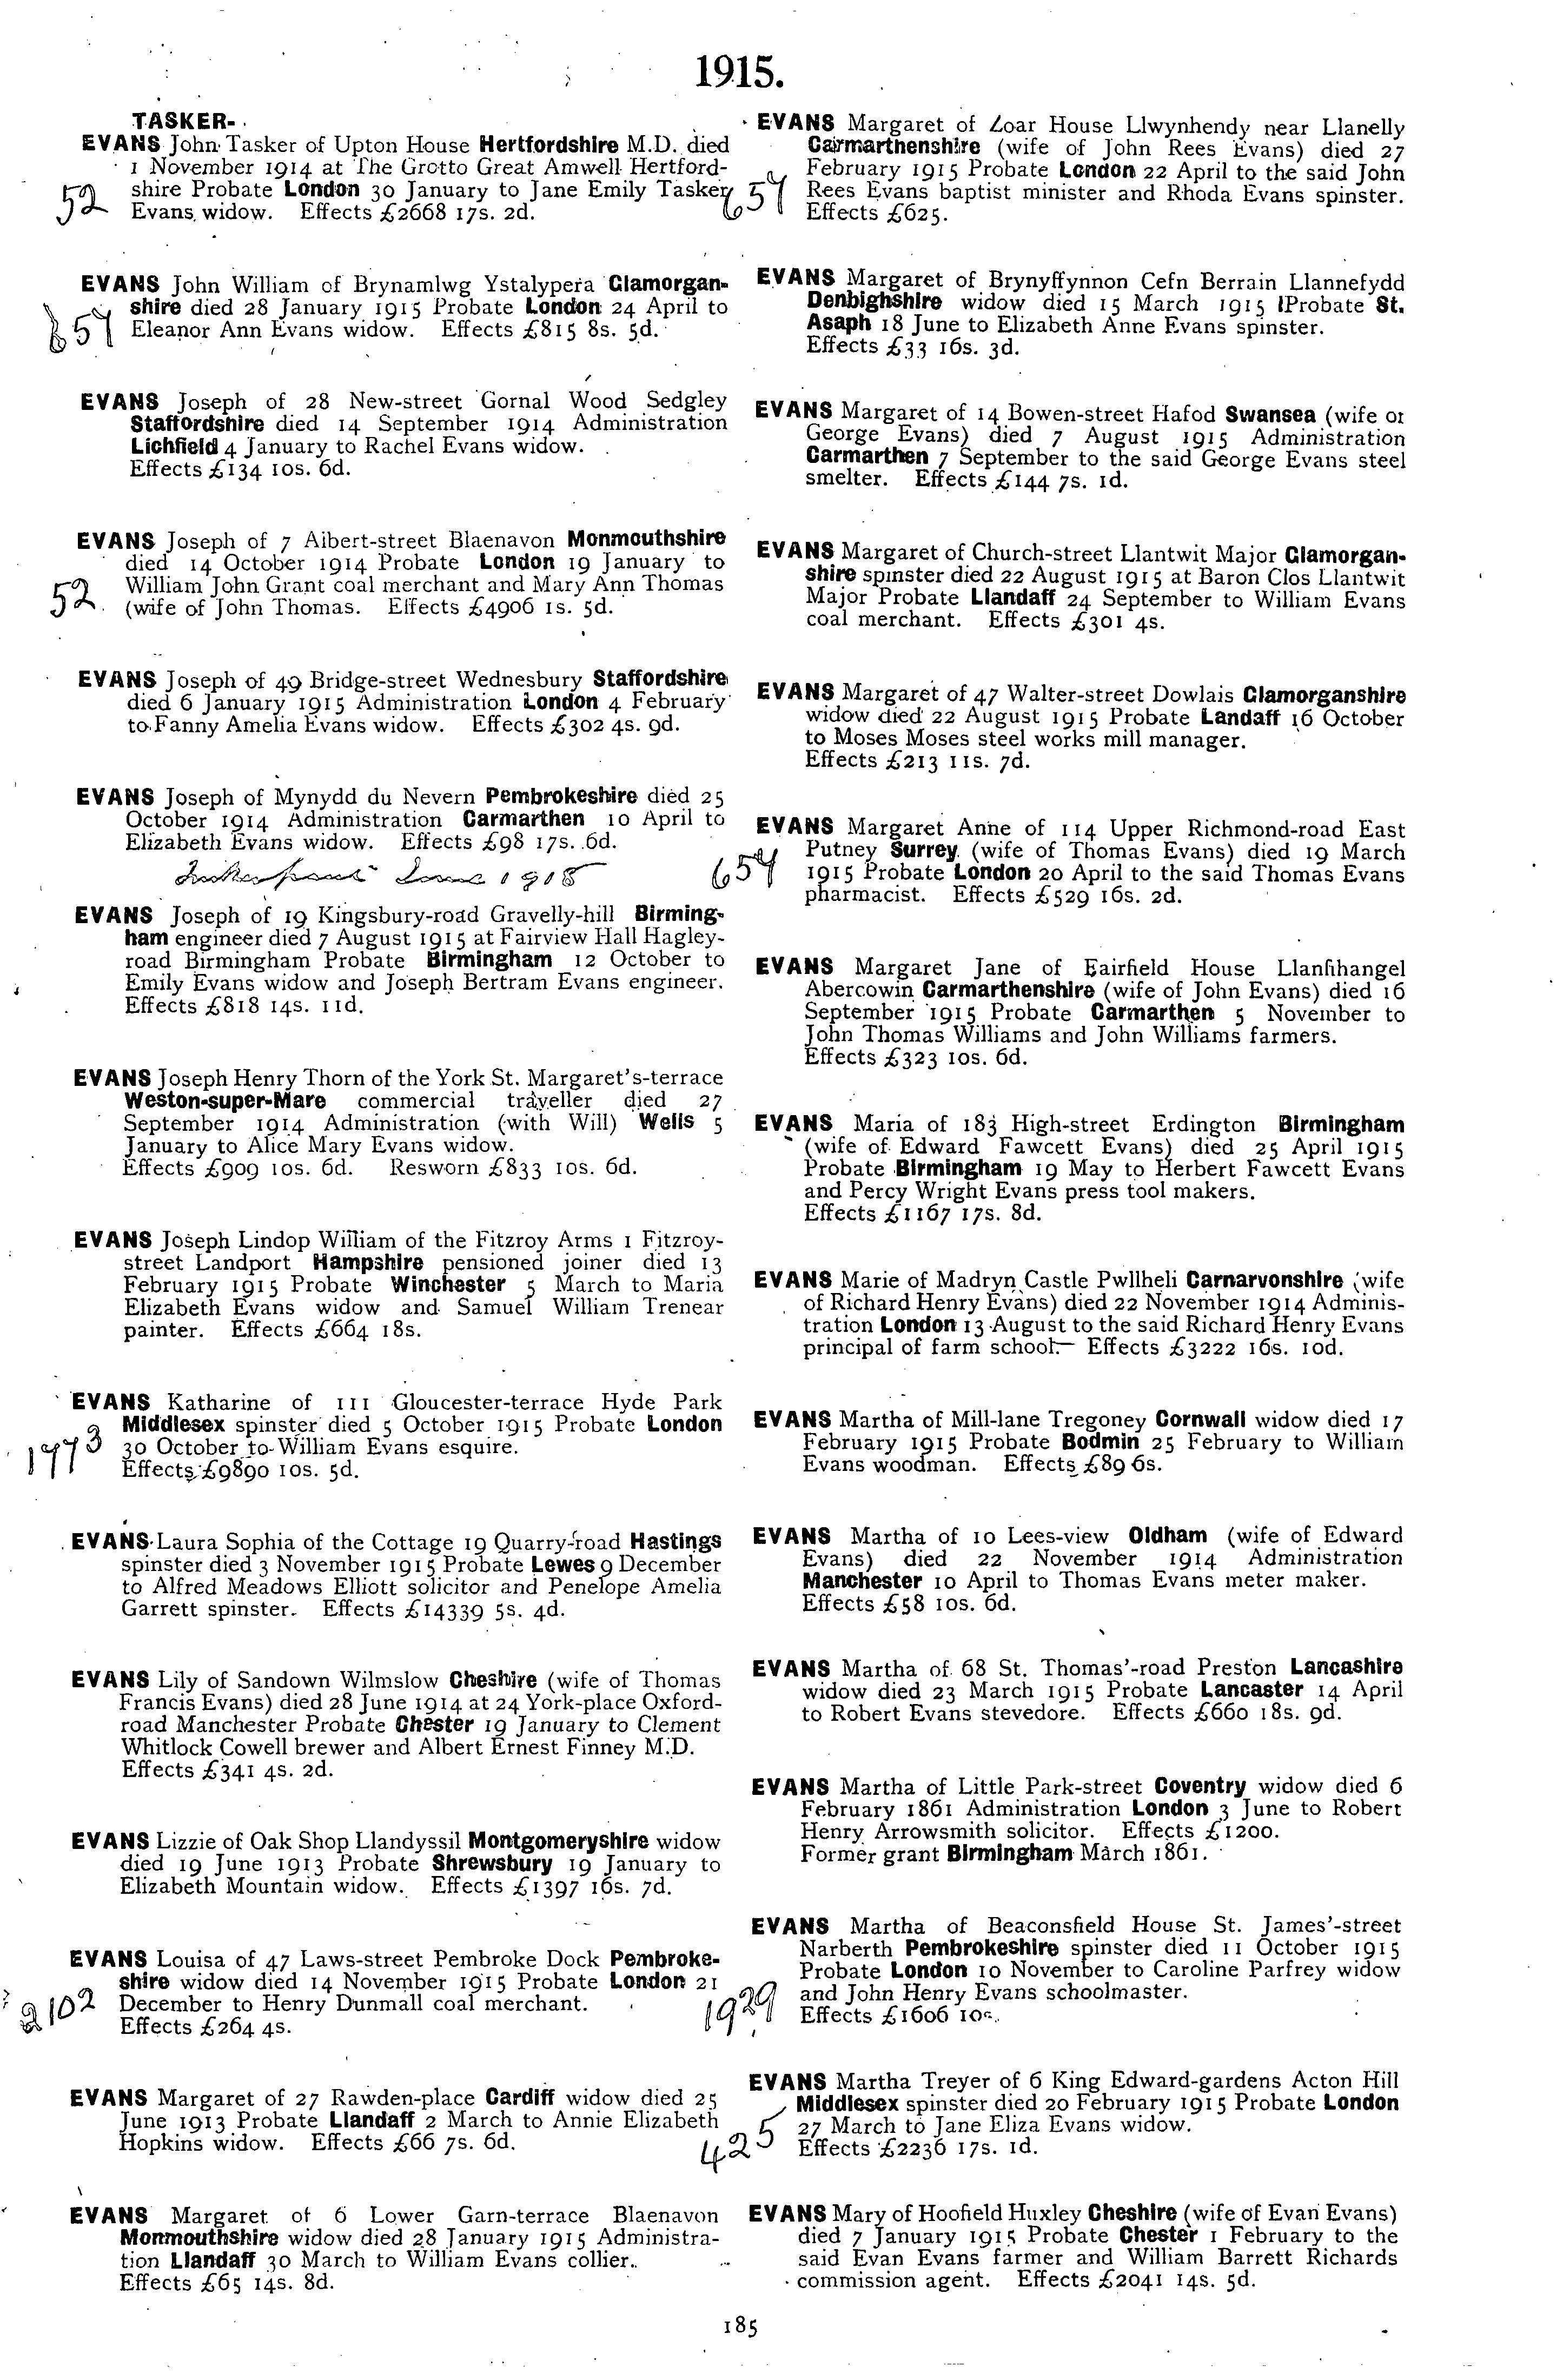 1915.
TASKER-
EVANS John Tasker of Upton House Hertfordshire M.D. died
1 November 1914 at The Grotto Great Amwell Hertford-
shire Probate London 30 January to Jane Emily Tasker
Evans widow. Effects £2668 17s. 2d.
52
EVANS John William of Brynamlwg Ystalypera Glamorgan-
shire died 28 January 1915 Probate London 24 April to
Eleanor Ann Evans widow. Effects £815 8s. 5d.
EVANS Joseph of 28 New-street Gornal Wood Sedgley
Staffordshire died 14 September 1914 Administration
Lichfield 4 January to Rachel Evans widow.
Effects £134 10s. 6d.
EVANS Joseph of 7 Albert-street Blaenavon Monmouthshire
died 14 October 1914 Probate London 19 January to
William John Grant coal merchant and Mary Ann Thomas
(wife of John Thomas. Effects £4906 1s. 5d.
52
EVANS Joseph of 49 Bridge-street Wednesbury Staffordshire
died 6 January 1915 Administration London 4 February
to Fanny Amelia Evans widow. Effects £302 4s. 9d.
EVANS Joseph of Mynydd du Nevern Pembrokeshire died 25
October 1914 Administration Carmarthen 10 April to
Elizabeth Evans widow. Effects £98 17s. 6d.
June 1918
EVANS Joseph of 19 Kingsbury-road Gravelly-hill Birming-
ham engineer died 7 August 1915 at Fairview Hall Hagley-
road Birmingham Probate Birmingham 12 October to
Emily Evans widow and Joseph Bertram Evans engineer.
Effects £818 14s. 11d.
EVANS Joseph Henry Thorn of the York St. Margaret's-terrace
Weston-super-Mare commercial traveller died 27
September 1914 Administration (with Will) Wells 5
January to Alice Mary Evans widow.
Effects £909 10s. 6d. Resworn £833 10s. 6d.
EVANS Joseph Lindop William of the Fitzroy Arms 1 Fitzroy-
street Landport Hampshire pensioned joiner died 13
February 1915 Probate Winchester 5 March to Maria
Elizabeth Evans widow and Samuel William Trenear
painter. Effects £664 18s.
EVANS Katharine of 111 Gloucester-terrace Hyde Park
Middlesex spinster died 5 October 1915 Probate London
30 October to William Evans esquire.
Effects £9890 10s. 5d.
1973
EVANS Laura Sophia of the Cottage 19 Quarry-road Hastings
spinster died 3 November 1915 Probate Lewes 9 December
to Alfred Meadows Elliott solicitor and Penelope Amelia
Garrett spinster. Effects £14339 5s. 4d.
EVANS Lily of Sandown Wilmslow Cheshire (wife of Thomas
Francis Evans) died 28 June 1914 at 24 York-place Oxford-
road Manchester Probate Chester 19 January to Clement
Whitlock Cowell brewer and Albert Ernest Finney M.D.
Effects £341 4s. 2d.
EVANS Lizzie of Oak Shop Llandyssil Montgomeryshire widow
died 19 June 1913 Probate Shrewsbury 19 January to
Elizabeth Mountain widow. Effects £1397 16s. 7d.
EVANS Louisa of 47 Laws-street Pembroke Dock Pembroke-
shire widow died 14 November 1915 Probate London 21
December to Henry Dunmall coal merchant.
Effects £264 4s.
2102
EVANS Margaret of 27 Rawden-place Cardiff widow died 25
June 1913 Probate Llandaff 2 March to Annie Elizabeth
Hopkins widow. Effects £66 7s. 6d.
EVANS Margaret of 6 Lower Garn-terrace Blaenavon
Monmouthshire widow died 28 January 1915 Administra-
tion Llandaff 30 March to William Evans collier.
Effects £65 14s. 8d.
EVANS Margaret of Zoar House Llwynhendy near Llanelly
Carmarthenshire (wife of John Rees Evans) died 27
February 1915 Probate London 22 April to the said John
Rees Evans baptist minister and Rhoda Evans spinster.
Effects £625.
EVANS Margaret of Brynyffynnon Cefn Berrain Llannefydd
Denbighshire widow died 15 March 1915 Probate St.
Asaph 18 June to Elizabeth Anne Evans spinster.
Effects £33 16s. 3d.
EVANS Margaret of 14 Bowen-street Hafod Swansea (wife of
George Evans) died 7 August 1915 Administration
Carmarthen 7 September to the said George Evans steel
smelter. Effects £144 7s. 1d.
EVANS Margaret of Church-street Llantwit Major Glamorgan-
shire spinster died 22 August 1915 at Baron Clos Llantwit
Major Probate Llandaff 24 September to William Evans
coal merchant. Effects £301 4s.
EVANS Margaret of 47 Walter-street Dowlais Glamorganshire
widow died 22 August 1915 Probate Landaff 16 October
to Moses Moses steel works mill manager.
Effects £213 11s. 7d.
EVANS Margaret Anne of 114 Upper Richmond-road East
Putney Surrey (wife of Thomas Evans) died 19 March
1915 Probate London 20 April to the said Thomas Evans
pharmacist. Effects £529 16s. 2d.
EVANS Margaret Jane of Fairfield House Llanfihangel
Abercowin Carmarthenshire (wife of John Evans) died 16
September 1915 Probate Carmarthen 5 November to
John Thomas Williams and John Williams farmers.
Effects £323 10s. 6d.
EVANS Maria of 183 High-street Erdington Birmingham
(wife of Edward Fawcett Evans) died 25 April 1915
Probate Birmingham 19 May to Herbert Fawcett Evans
and Percy Wright Evans press tool makers.
Effects £1167 17s. 8d.
EVANS Marie of Madryn Castle Pwllheli Carnarvonshire (wife
of Richard Henry Evans) died 22 November 1914 Adminis-
tration London 13 August to the said Richard Henry Evans
principal of farm school.— Effects £3222 16s. 10d.
EVANS Martha of Mill-lane Tregoney Cornwall widow died 17
February 1915 Probate Bodmin 25 February to William
Evans woodman. Effects £89 6s.
EVANS Martha of 10 Lees-view Oldham (wife of Edward
Evans) died 22 November 1914 Administration
Manchester 10 April to Thomas Evans meter maker.
Effects £58 10s. 6d.
EVANS Martha of 68 St. Thomas'-road Preston Lancashire
widow died 23 March 1915 Probate Lancaster 14 April
to Robert Evans stevedore. Effects £660 18s. 9d.
EVANS Martha of Little Park-street Coventry widow died 6
February 1861 Administration London 3 June to Robert
Henry Arrowsmith solicitor. Effects £1200.
Former grant Birmingham March 1861.
EVANS Martha of Beaconsfield House St. James'-street
Narberth Pembrokeshire spinster died 11 October 1915
Probate London 10 November to Caroline Parfrey widow
and John Henry Evans schoolmaster.
Effects £1606 10s.
1929
EVANS Martha Treyer of 6 King Edward-gardens Acton Hill
Middlesex spinster died 20 February 1915 Probate London
27 March to Jane Eliza Evans widow.
Effects £2236 17s. 1d.
425
EVANS Mary of Hoofield Huxley Cheshire (wife of Evan Evans)
died 7 January 1915 Probate Chester 1 February to the
said Evan Evans farmer and William Barrett Richards
commission agent. Effects £2041 14s. 5d.
185